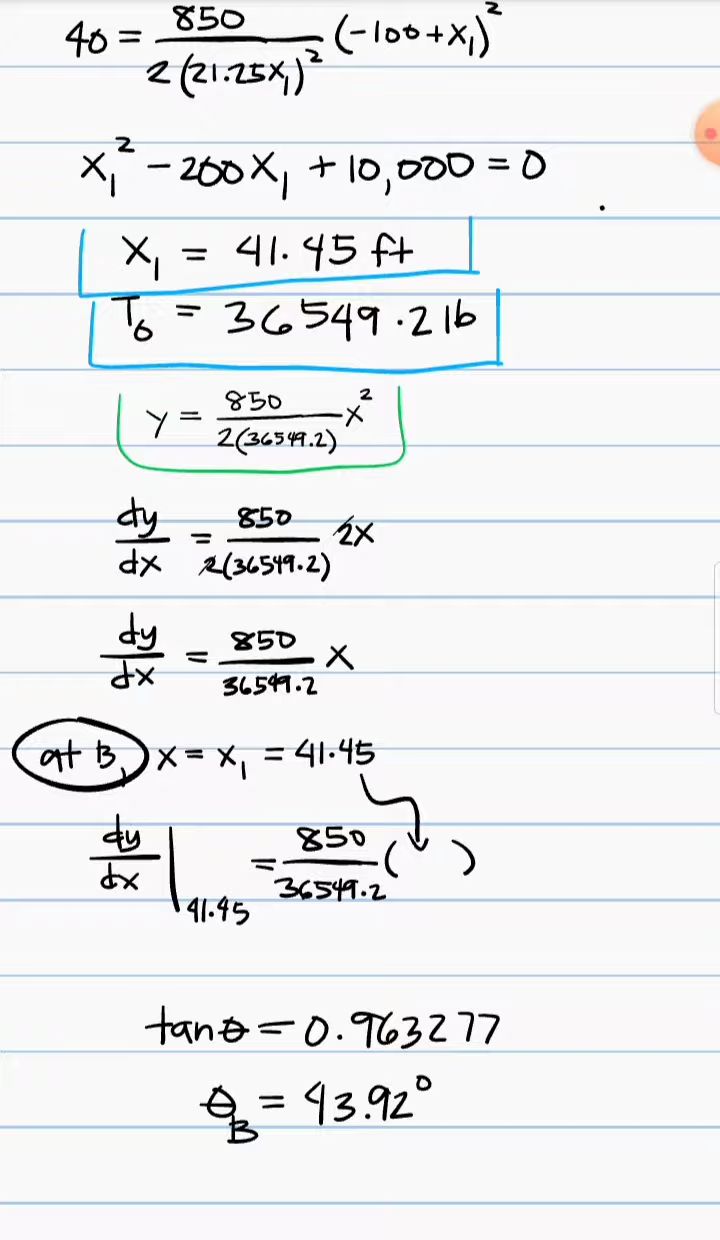 40 = 850 / 2(21.25x₁)² (-100+x₁)²
x₁² - 200x₁ + 10,000 = 0
x₁ = 41.45 ft
T₀ = 36549.2 lb
y = 850 / 2(36549.2) x²
dy/dx = 850 / 2(36549.2) 2x
dy/dx = 850 / 36549.2 x
at B, x = x₁ = 41.45
dy/dx |41.45 = 850 / 36549.2 ( )
tanθ = 0.963277
θB = 43.92°